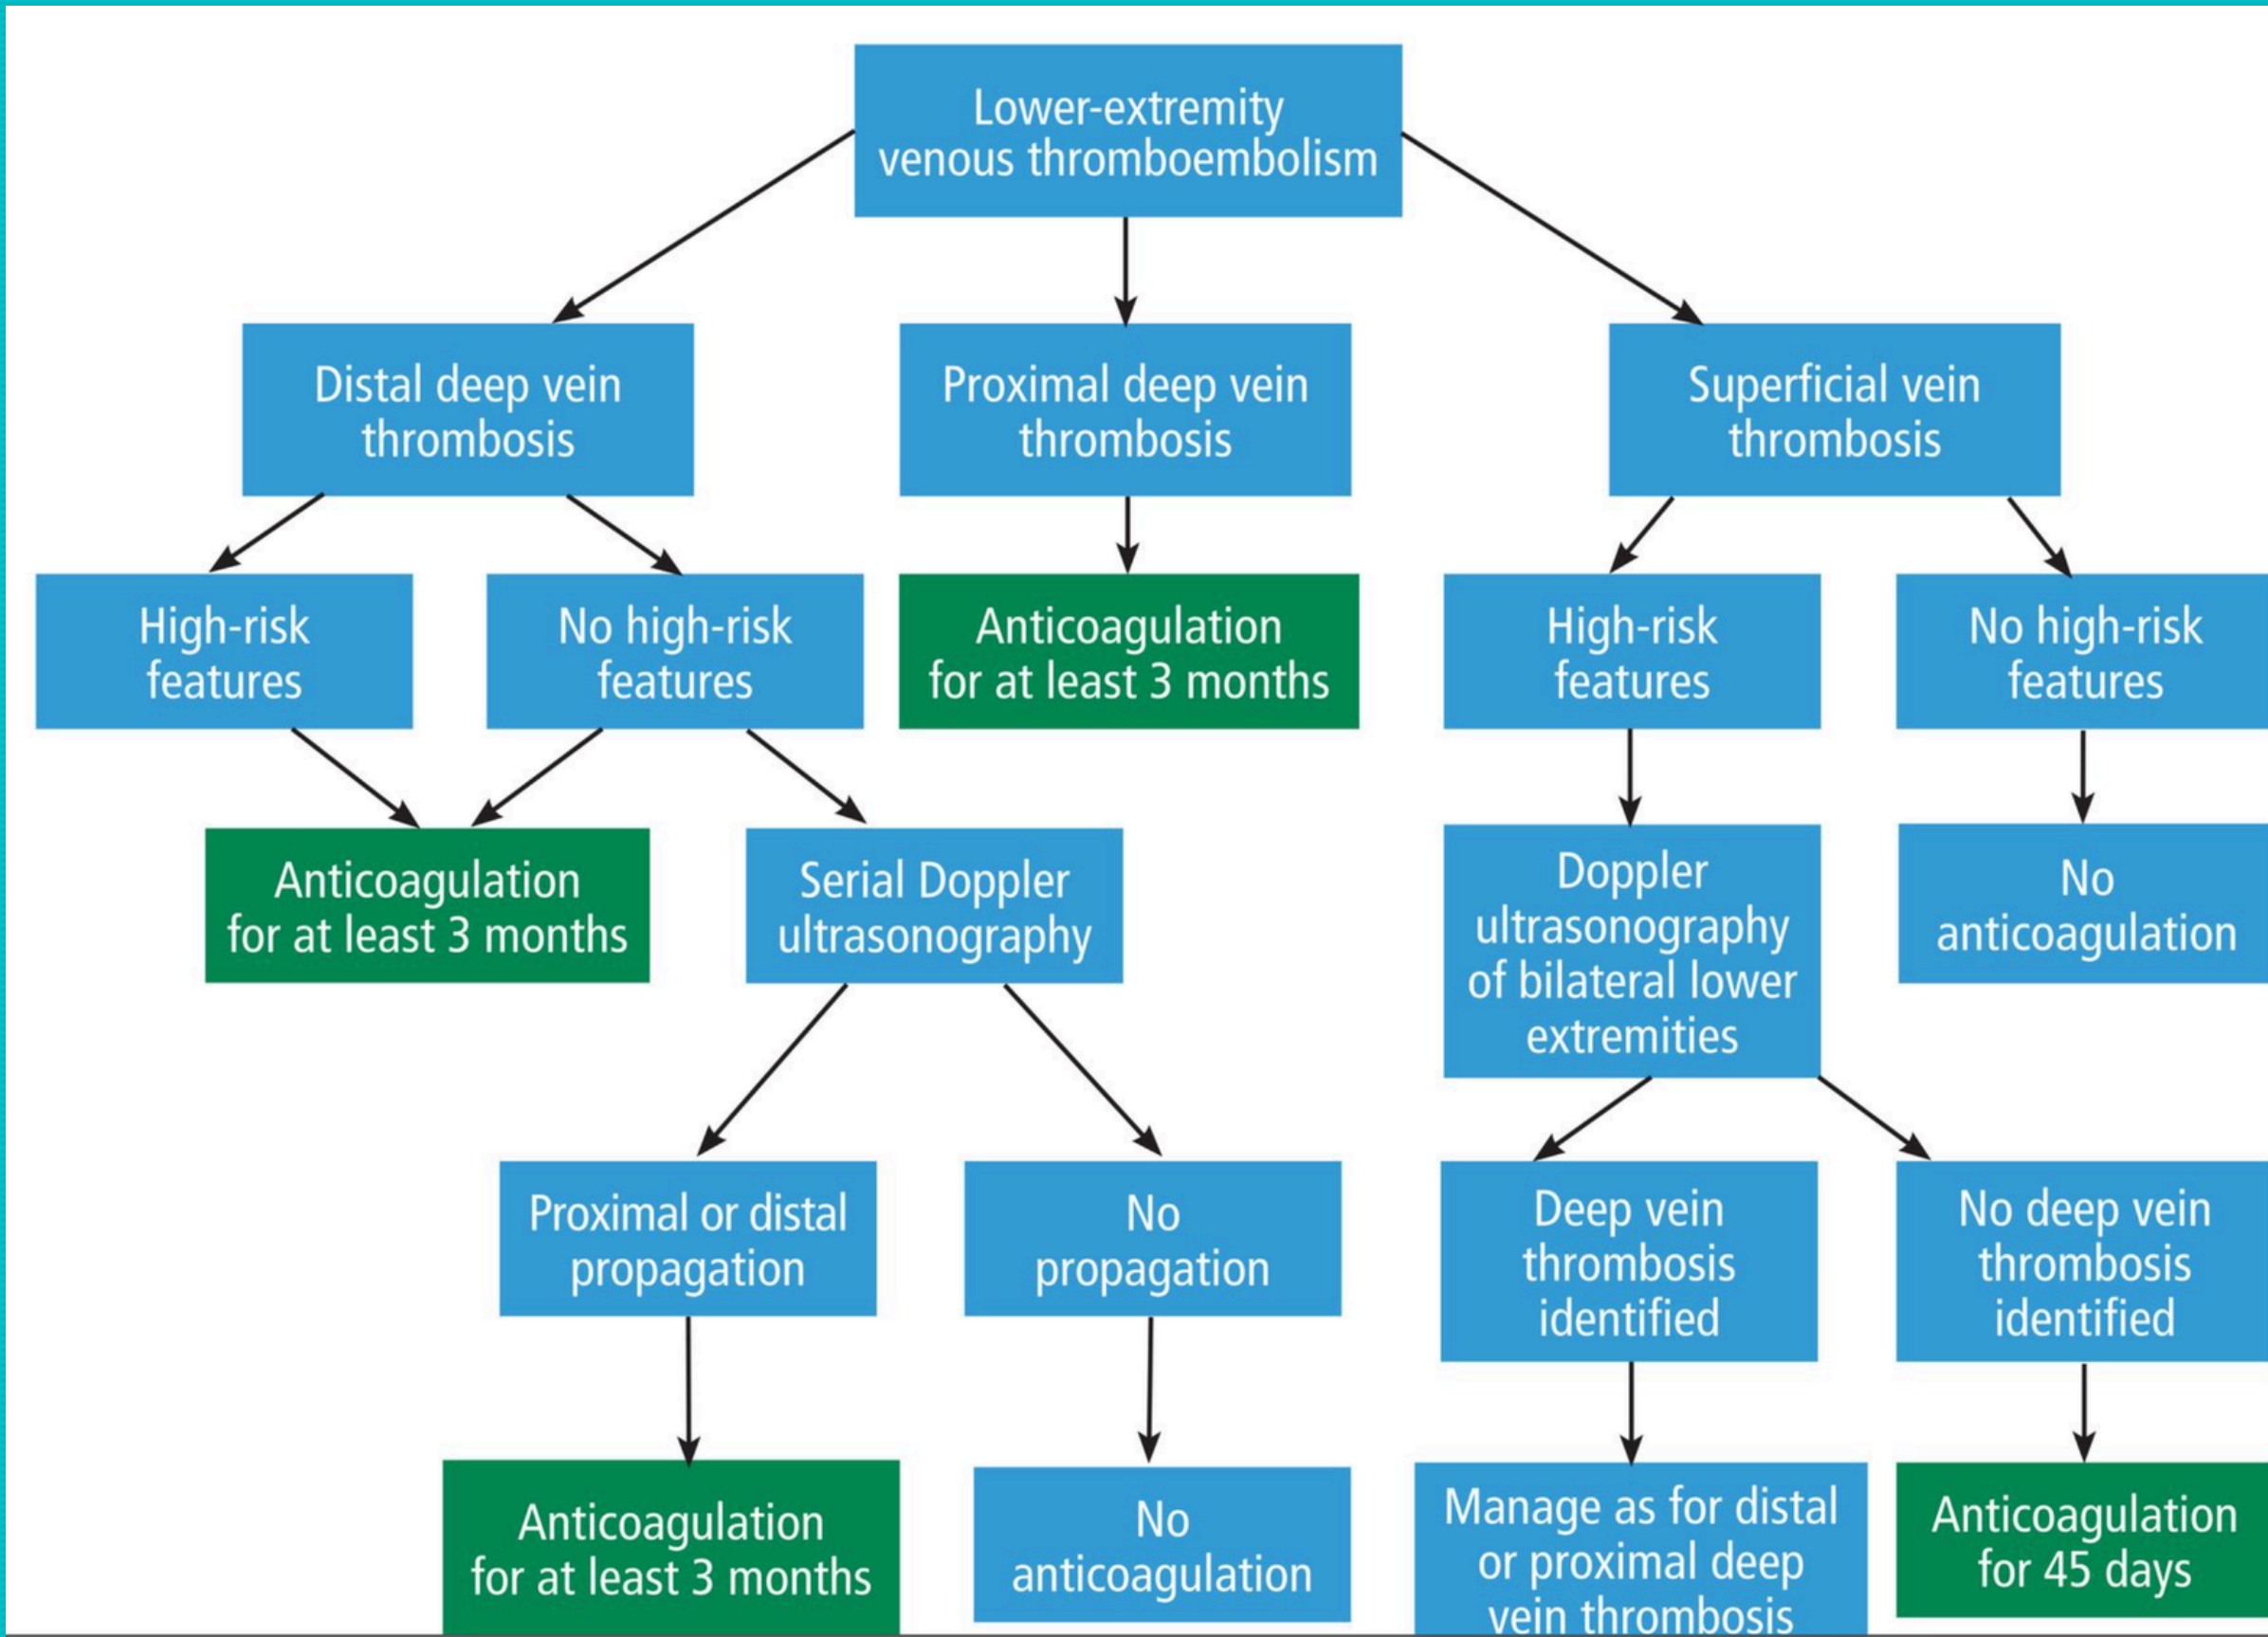 Lower-extremity
venous thromboembolism
Distal deep vein
thrombosis
Proximal deep vein
thrombosis
Superficial vein
thrombosis
High-risk
features
No high-risk
features
Anticoagulation
for at least 3 months
High-risk
features
No high-risk
features
Anticoagulation
for at least 3 months
Serial Doppler
ultrasonography
Doppler
ultrasonography
of bilateral lower
extremities
No
anticoagulation
Proximal or distal
propagation
No
propagation
Deep vein
thrombosis
identified
No deep vein
thrombosis
identified
Anticoagulation
for at least 3 months
No
anticoagulation
Manage as for distal
or proximal deep
vein thrombosis
Anticoagulation
for 45 days